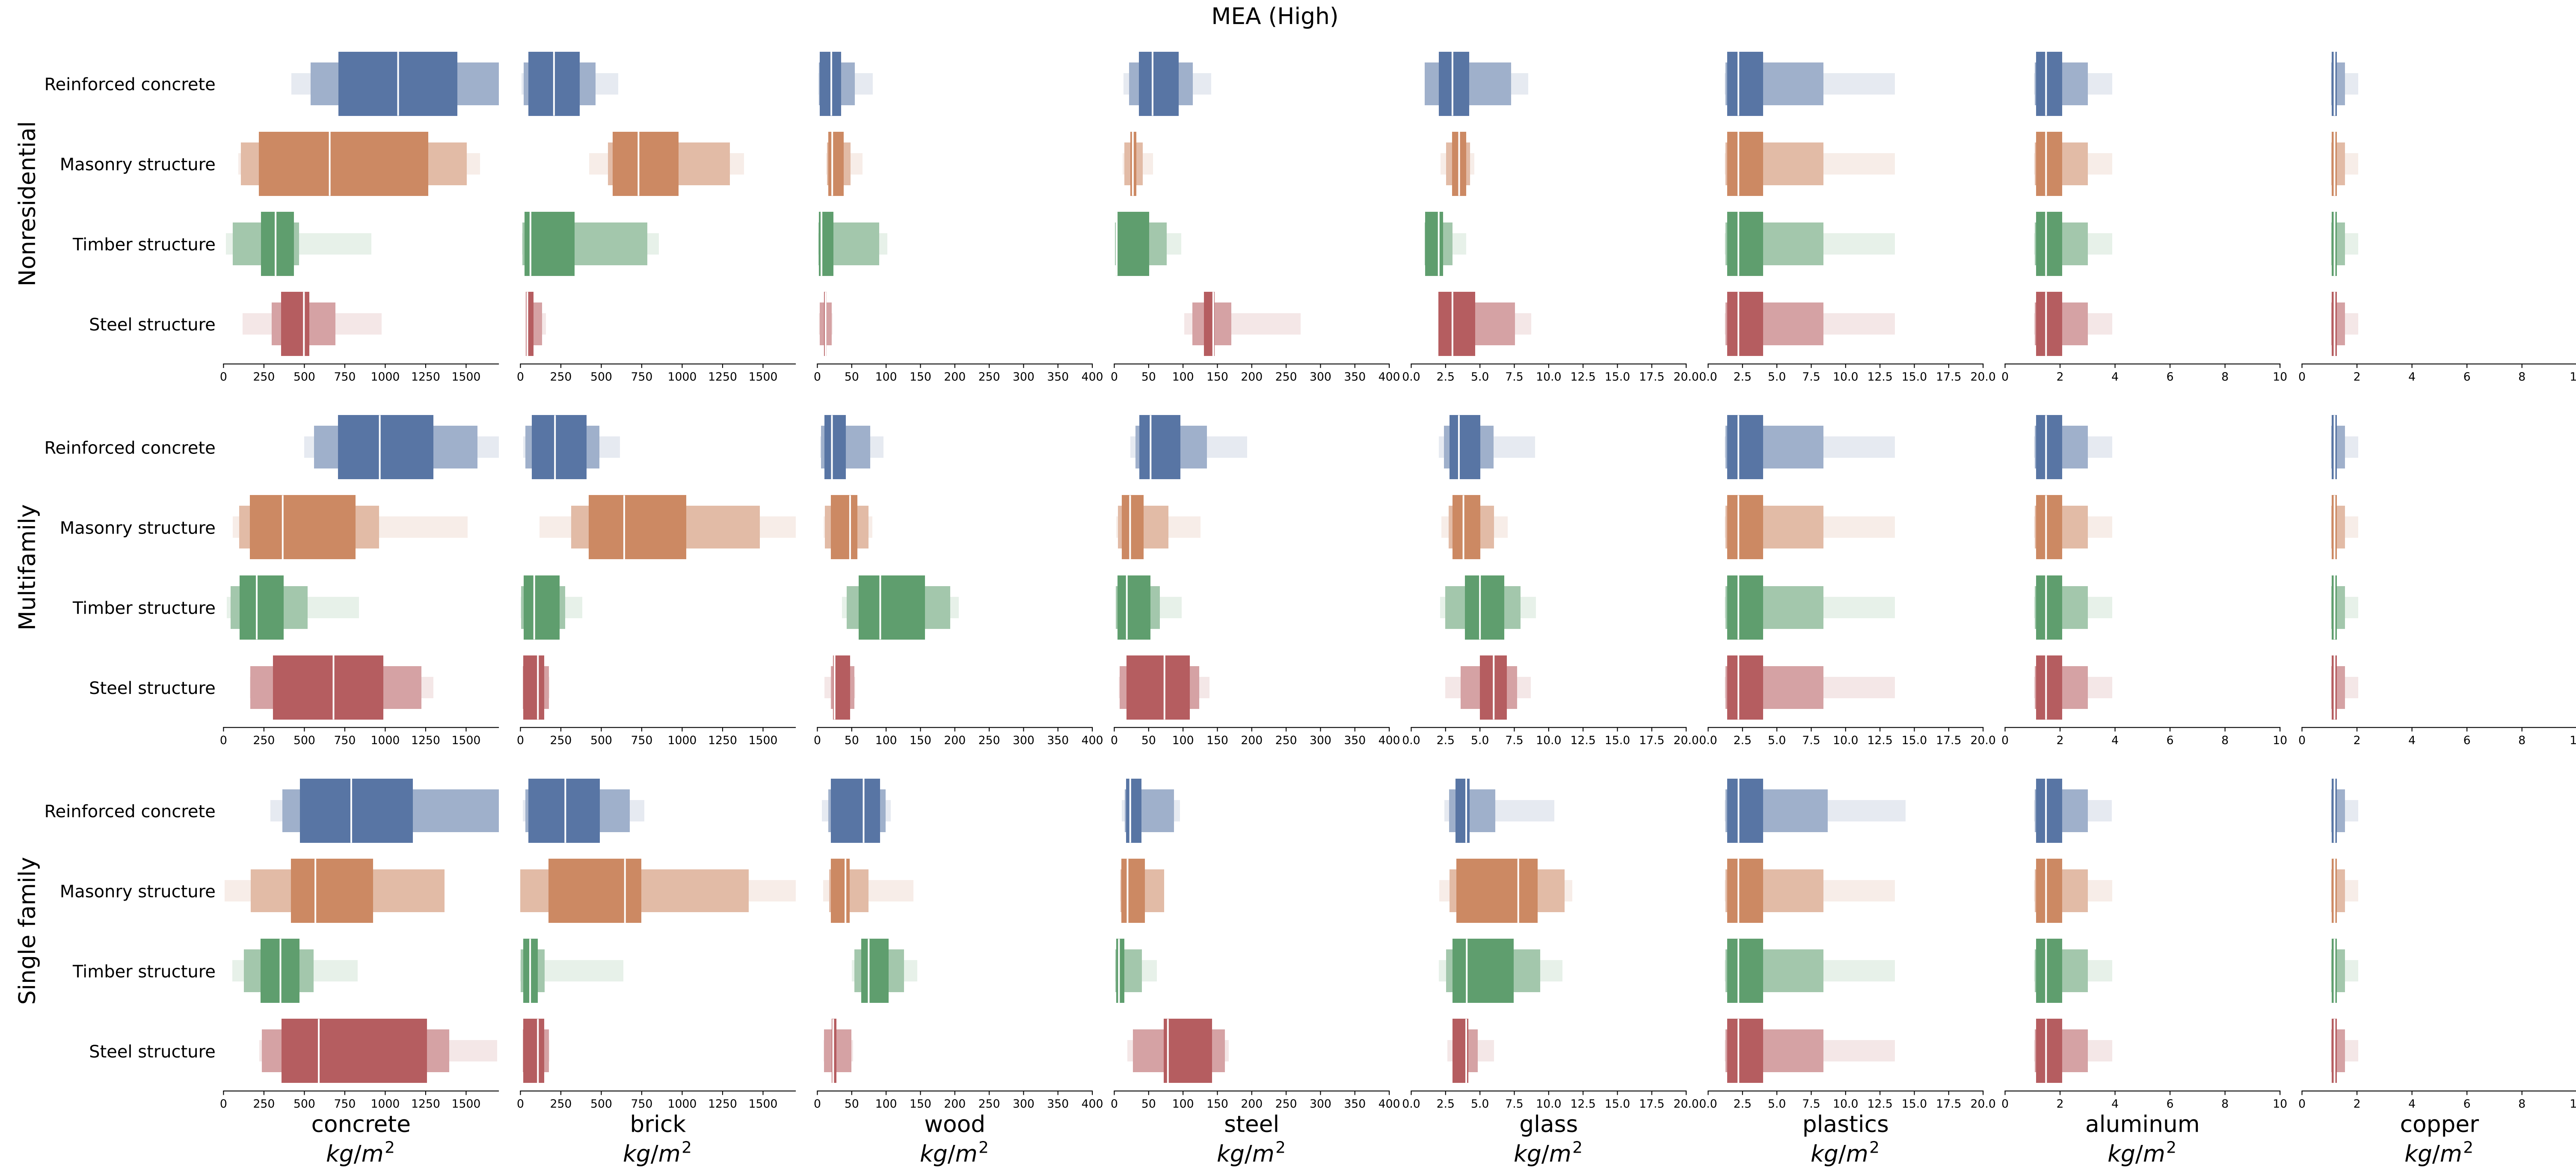 MEA (High)
Nonresidential
Reinforced concrete
Masonry structure
Timber structure
Steel structure
0 250 500 750 1000 1250 1500 0 250 500 750 1000 1250 1500 0 50 100 150 200 250 300 350 400 0 50 100 150 200 250 300 350 400 0.0 2.5 5.0 7.5 10.0 12.5 15.0 17.5 20.0 0.0 2.5 5.0 7.5 10.0 12.5 15.0 17.5 20.0 0 2 4 6 8 10 0 2 4 6 8
Multifamily
Reinforced concrete
Masonry structure
Timber structure
Steel structure
0 250 500 750 1000 1250 1500 0 250 500 750 1000 1250 1500 0 50 100 150 200 250 300 350 400 0 50 100 150 200 250 300 350 400 0.0 2.5 5.0 7.5 10.0 12.5 15.0 17.5 20.0 0.0 2.5 5.0 7.5 10.0 12.5 15.0 17.5 20.0 0 2 4 6 8 10 0 2 4 6 8
Single family
Reinforced concrete
Masonry structure
Timber structure
Steel structure
0 250 500 750 1000 1250 1500 0 250 500 750 1000 1250 1500 0 50 100 150 200 250 300 350 400 0 50 100 150 200 250 300 350 400 0.0 2.5 5.0 7.5 10.0 12.5 15.0 17.5 20.0 0.0 2.5 5.0 7.5 10.0 12.5 15.0 17.5 20.0 0 2 4 6 8 10 0 2 4 6 8
concrete brick wood steel glass plastics aluminum copper
kg/m² kg/m² kg/m² kg/m² kg/m² kg/m² kg/m² kg/m²